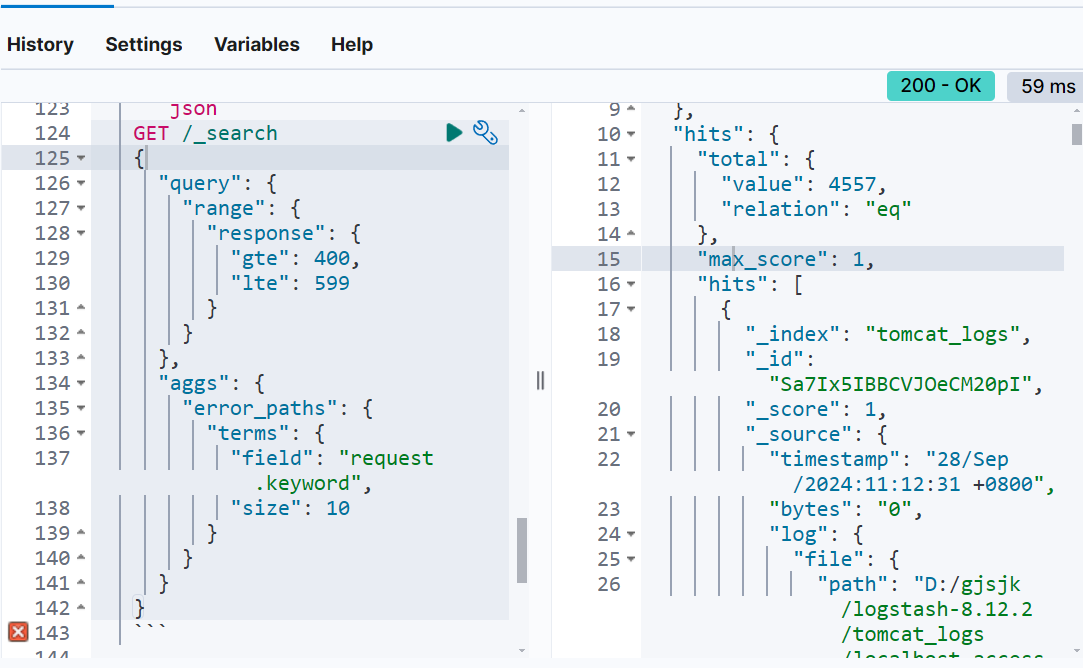 History Settings Variables Help
200 - OK 59 ms
123 json
124 GET /_search
125 {
126 "query": {
127 "range": {
128 "response": {
129 "gte": 400,
130 "lte": 599
131 }
132 }
133 },
134 "aggs": {
135 "error_paths": {
136 "terms": {
137 "field": "request
.keyword",
138 "size": 10
139 }
140 }
141 }
142 }
143 ```
144
9 },
10 "hits": {
11 "total": {
12 "value": 4557,
13 "relation": "eq"
14 },
15 "max_score": 1,
16 "hits": [
17 {
18 "_index": "tomcat_logs",
19 "_id":
"Sa7Ix5IBBCVJOeCM20pI",
20 "_score": 1,
21 "_source": {
22 "timestamp": "28/Sep
/2024:11:12:31 +0800",
23 "bytes": "0",
24 "log": {
25 "file": {
26 "path": "D:/gjsjk
/logstash-8.12.2
/tomcat_logs
/localhost_access